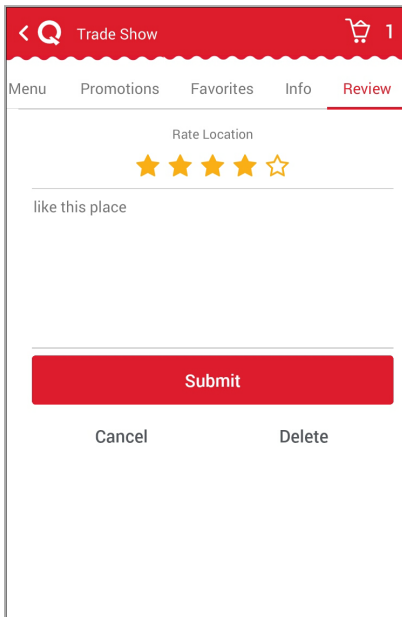 Q Trade Show 1
Menu Promotions Favorites Info Review
Rate Location
like this place
Submit
Cancel Delete